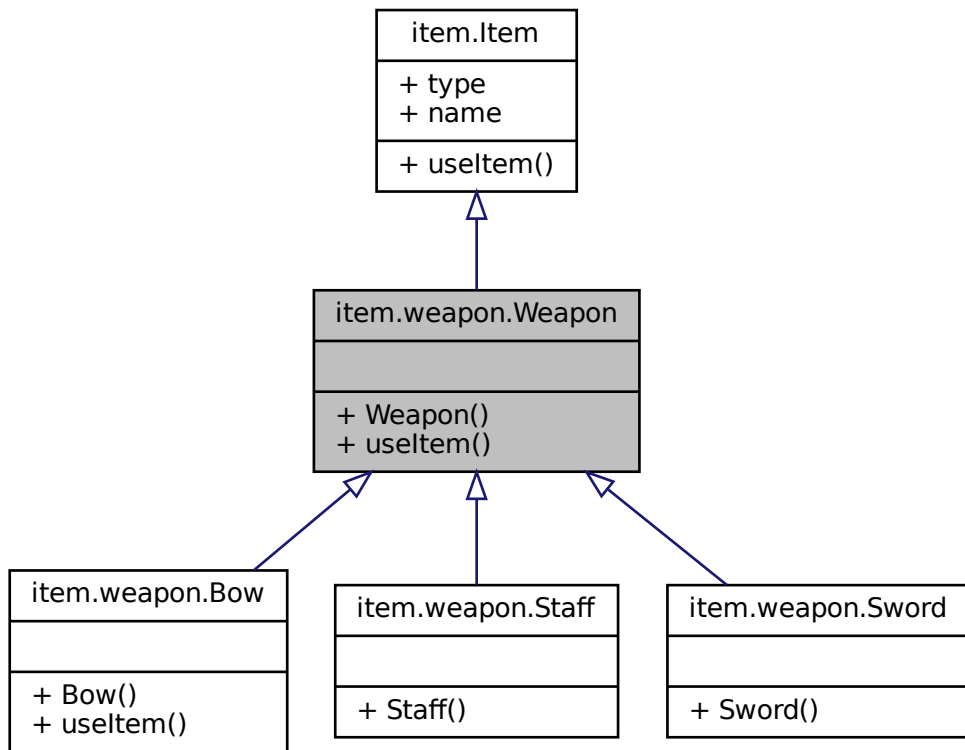 item.Item
+ type
+ name
+ useItem()
item.weapon.Weapon
+ Weapon()
+ useItem()
item.weapon.Bow
+ Bow()
+ useItem()
item.weapon.Staff
+ Staff()
item.weapon.Sword
+ Sword()